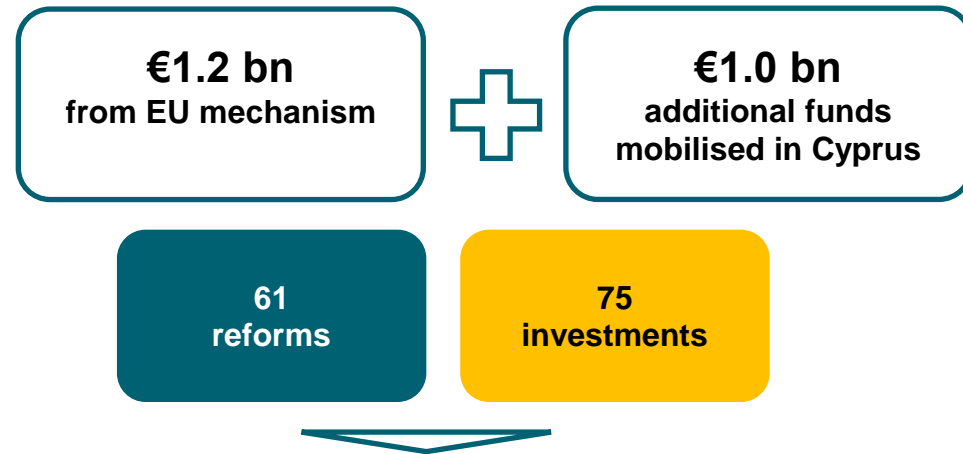 €1.2 bn
from EU mechanism
€1.0 bn
additional funds
mobilised in Cyprus
61
reforms
75
investments